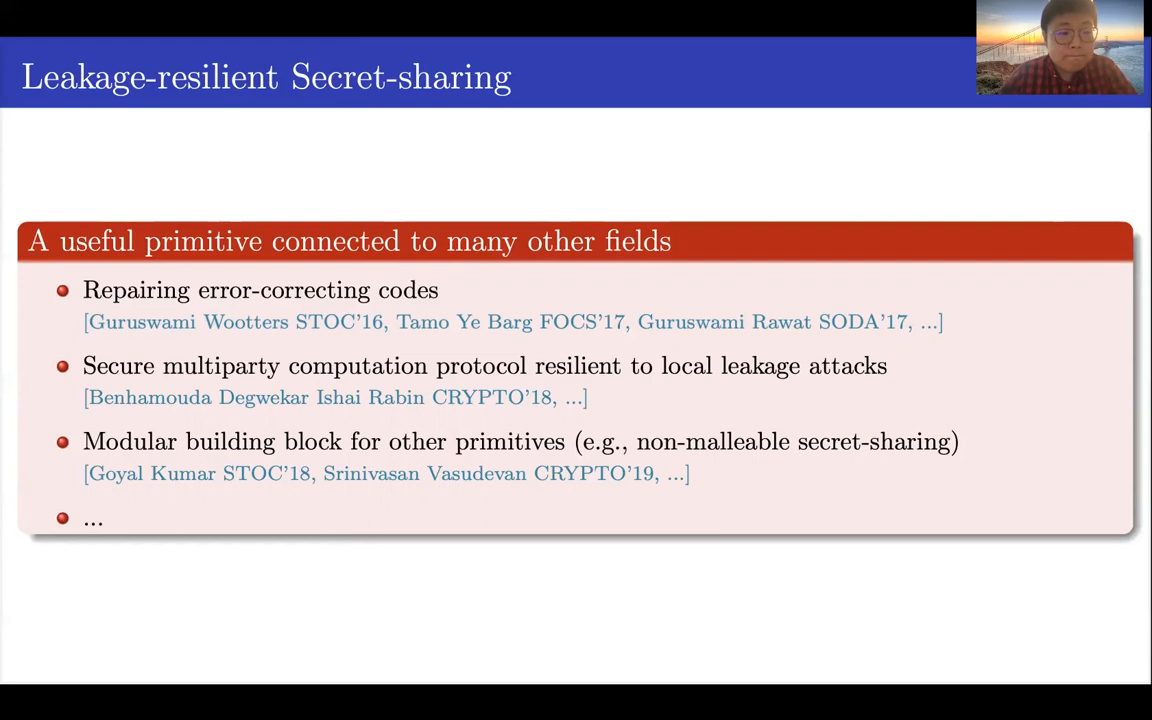 Leakage-resilient Secret-sharing
A useful primitive connected to many other fields
Repairing error-correcting codes
[Guruswami Wootters STOC'16, Tamo Ye Barg FOCS'17, Guruswami Rawat SODA'17, ...]
Secure multiparty computation protocol resilient to local leakage attacks
[Benhamouda Degwekar Ishai Rabin CRYPTO'18, ...]
Modular building block for other primitives (e.g., non-malleable secret-sharing)
[Goyal Kumar STOC'18, Srinivasan Vasudevan CRYPTO'19, ...]
...